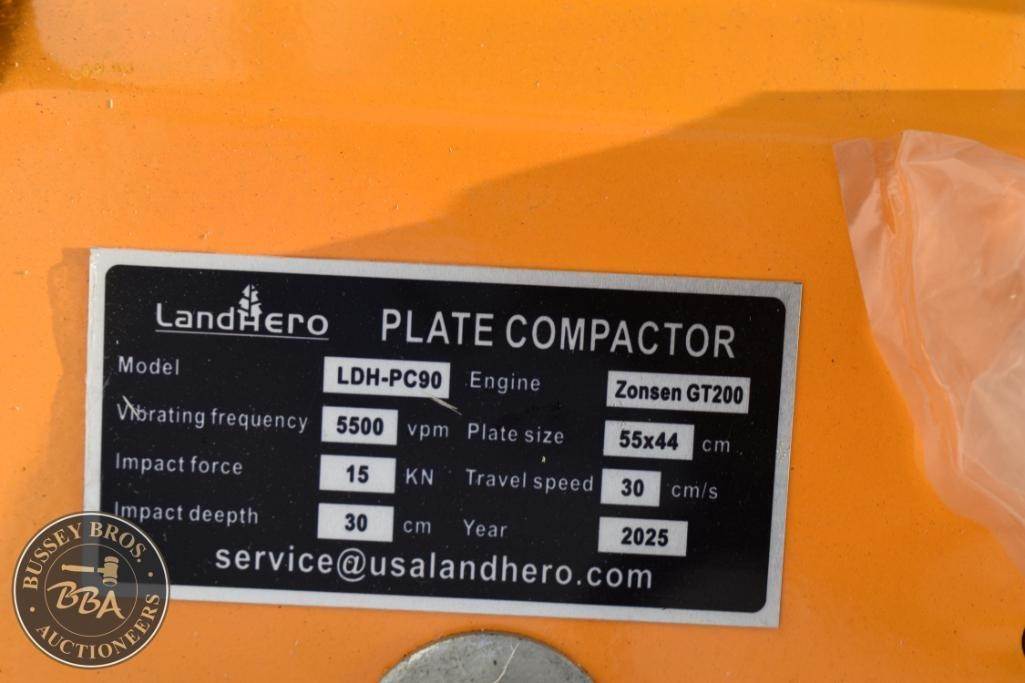 LandHero PLATE COMPACTOR
Model LDH-PC90 Engine Zonsen GT200
Vibrating frequency 5500 vpm Plate size 55x44 cm
Impact force 15 KN Travel speed 30 cm/s
Impact deepth 30 cm Year 2025
service@usalandhero.com
BUSSEY BROS.
BBA
AUCTIONEERS